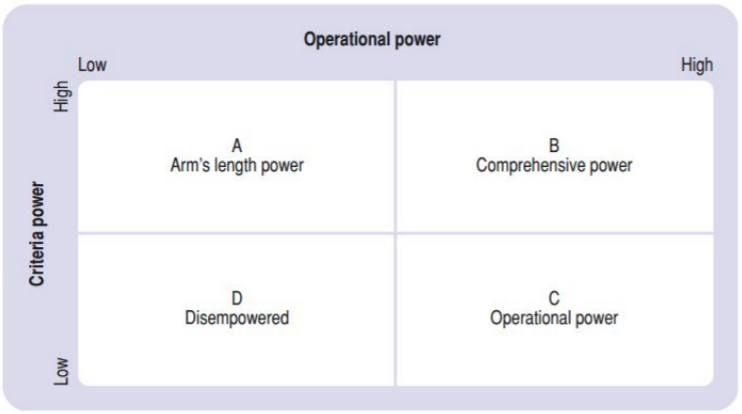 Operational power
Low
High
High
Criteria power
Low
A
Arm's length power
B
Comprehensive power
D
Disempowered
C
Operational power